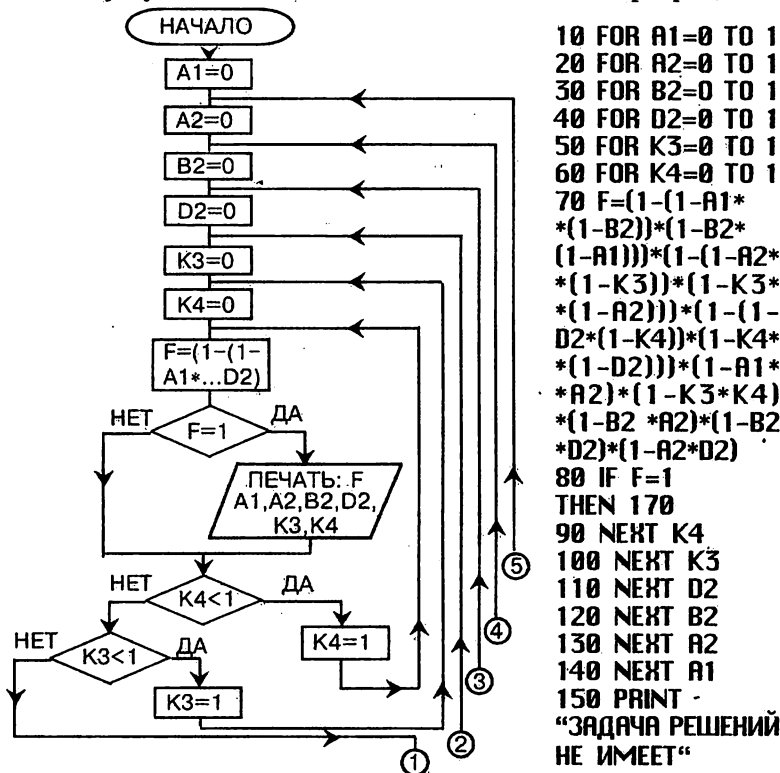 НАЧАЛО
A1=0
A2=0
B2=0
D2=0
K3=0
K4=0
F=(1-(1-
A1*...D2)
НЕТ
ДА
F=1
ПЕЧАТЬ: F
A1,A2,B2,D2,
K3,K4
НЕТ
K4<1
ДА
K4=1
НЕТ
K3<1
ДА
K3=1
1
2
3
4
5
10 FOR A1=0 TO 1
20 FOR A2=0 TO 1
30 FOR B2=0 TO 1
40 FOR D2=0 TO 1
50 FOR K3=0 TO 1
60 FOR K4=0 TO 1
70 F=(1-(1-A1*
*(1-B2))*(1-B2*
(1-A1)))*(1-(1-A2*
*(1-K3))*(1-K3*
*(1-A2)))*(1-(1-
D2*(1-K4))*(1-K4*
*(1-D2)))*(1-A1*
*A2)*(1-K3*K4)
*(1-B2 *A2)*(1-B2
*D2)*(1-A2*D2)
80 IF F=1
THEN 170
90 NEXT K4
100 NEXT K3
110 NEXT D2
120 NEXT B2
130 NEXT A2
140 NEXT A1
150 PRINT -
"ЗАДАЧА РЕШЕНИЙ
НЕ ИМЕЕТ"